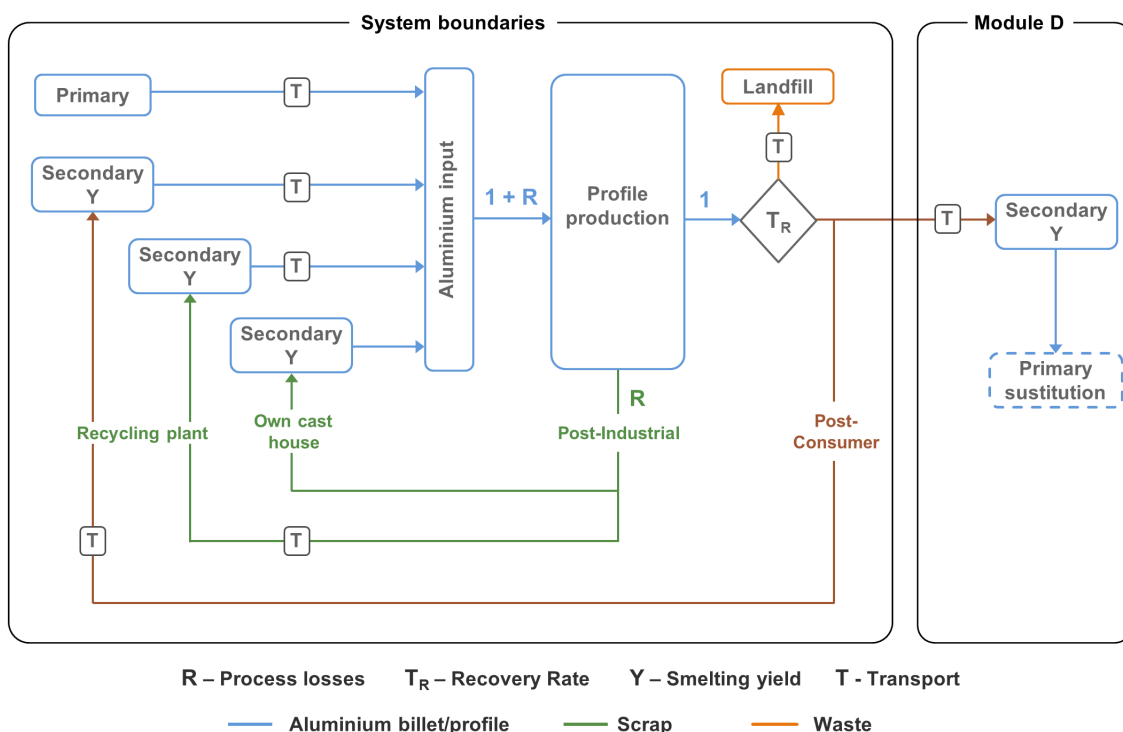 System boundaries
Module D
Primary
T
Landfill
T
Secondary
Y
T
Aluminium input
1 + R
Profile
production
1
TR
T
Secondary
Y
Secondary
Y
T
Secondary
Y
Primary
sustitution
R
Recycling plant
Own cast
house
Post-Industrial
Post-
Consumer
T
T
R – Process losses
TR – Recovery Rate
Y – Smelting yield
T - Transport
Aluminium billet/profile
Scrap
Waste